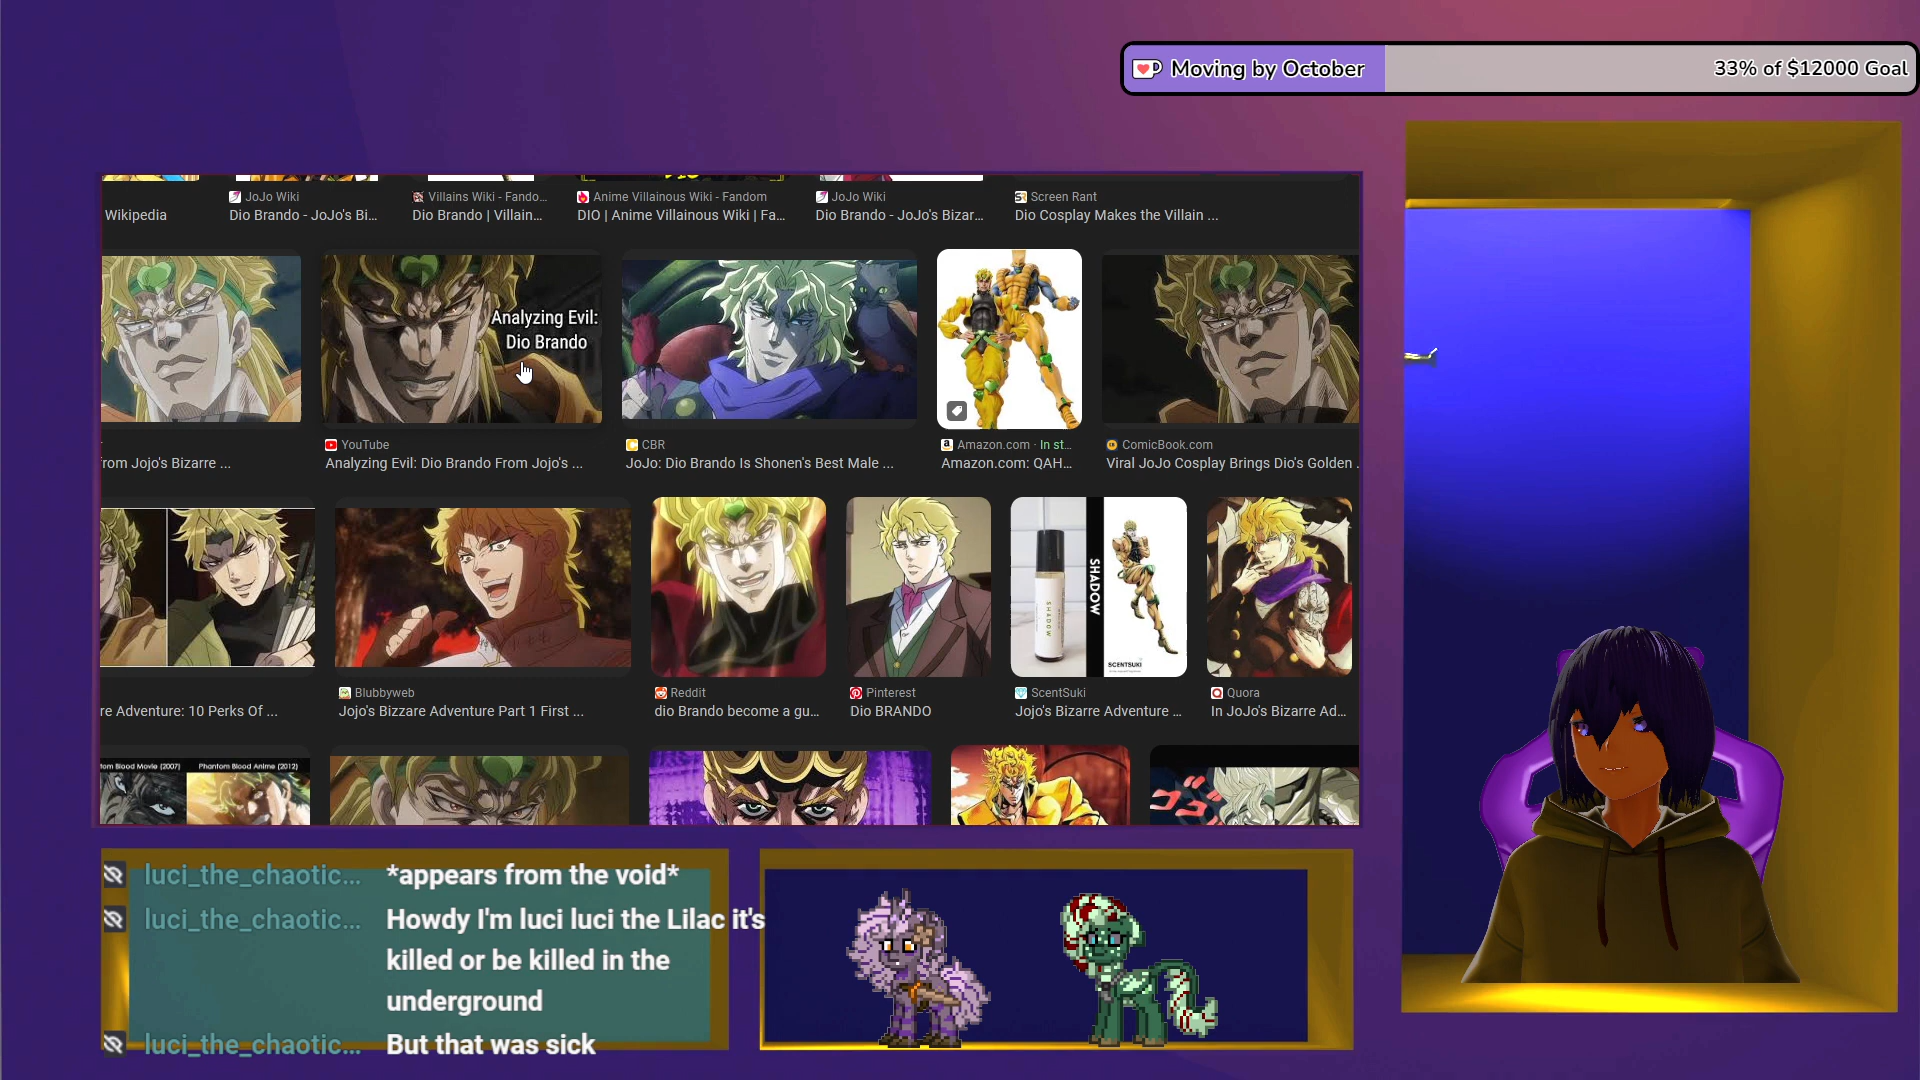 Moving by October
33% of $12000 Goal
JoJo Wiki
Villains Wiki - Fando...
Anime Villainous Wiki - Fandom
JoJo Wiki
Screen Rant
Wikipedia
Dio Brando - JoJo's Bi...
Dio Brando | Villain...
DIO | Anime Villainous Wiki | Fa...
Dio Brando - JoJo's Bizar...
Dio Cosplay Makes the Villain ...
Analyzing Evil:
Dio Brando
YouTube
CBR
Amazon.com · In st...
ComicBook.com
rom Jojo's Bizarre ...
Analyzing Evil: Dio Brando From Jojo's ...
JoJo: Dio Brando Is Shonen's Best Male ...
Amazon.com: QAH...
Viral JoJo Cosplay Brings Dio's Golden .
SHADOW
SHADOW
SCENTSUKI
Blubbyweb
Reddit
Pinterest
ScentSuki
Quora
re Adventure: 10 Perks Of ...
Jojo's Bizzare Adventure Part 1 First ...
dio Brando become a gu...
Dio BRANDO
Jojo's Bizarre Adventure ...
In JoJo's Bizarre Ad...
tom Blood Movie (2007)
Phantom Blood Anime (2012)
luci_the_chaotic... *appears from the void*
luci_the_chaotic... Howdy I'm luci luci the Lilac it's
killed or be killed in the
underground
luci_the_chaotic... But that was sick